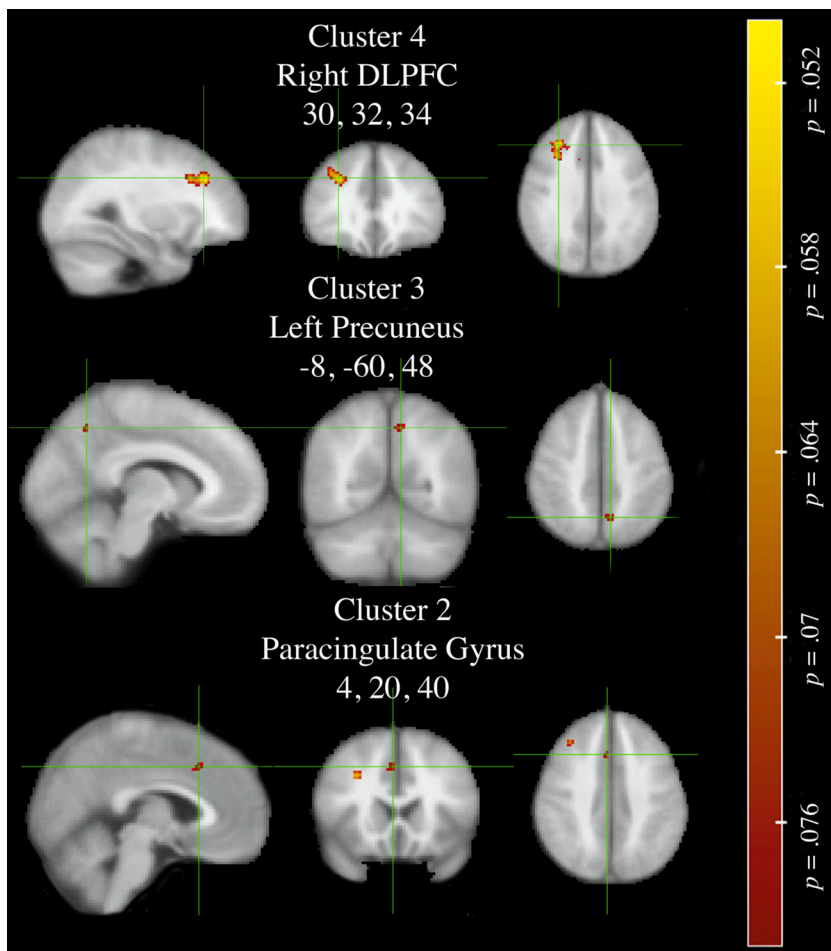 Cluster 4
Right DLPFC
30, 32, 34
Cluster 3
Left Precuneus
-8, -60, 48
Cluster 2
Paracingulate Gyrus
4, 20, 40
p = .052
p = .058
p = .064
p = .07
p = .076